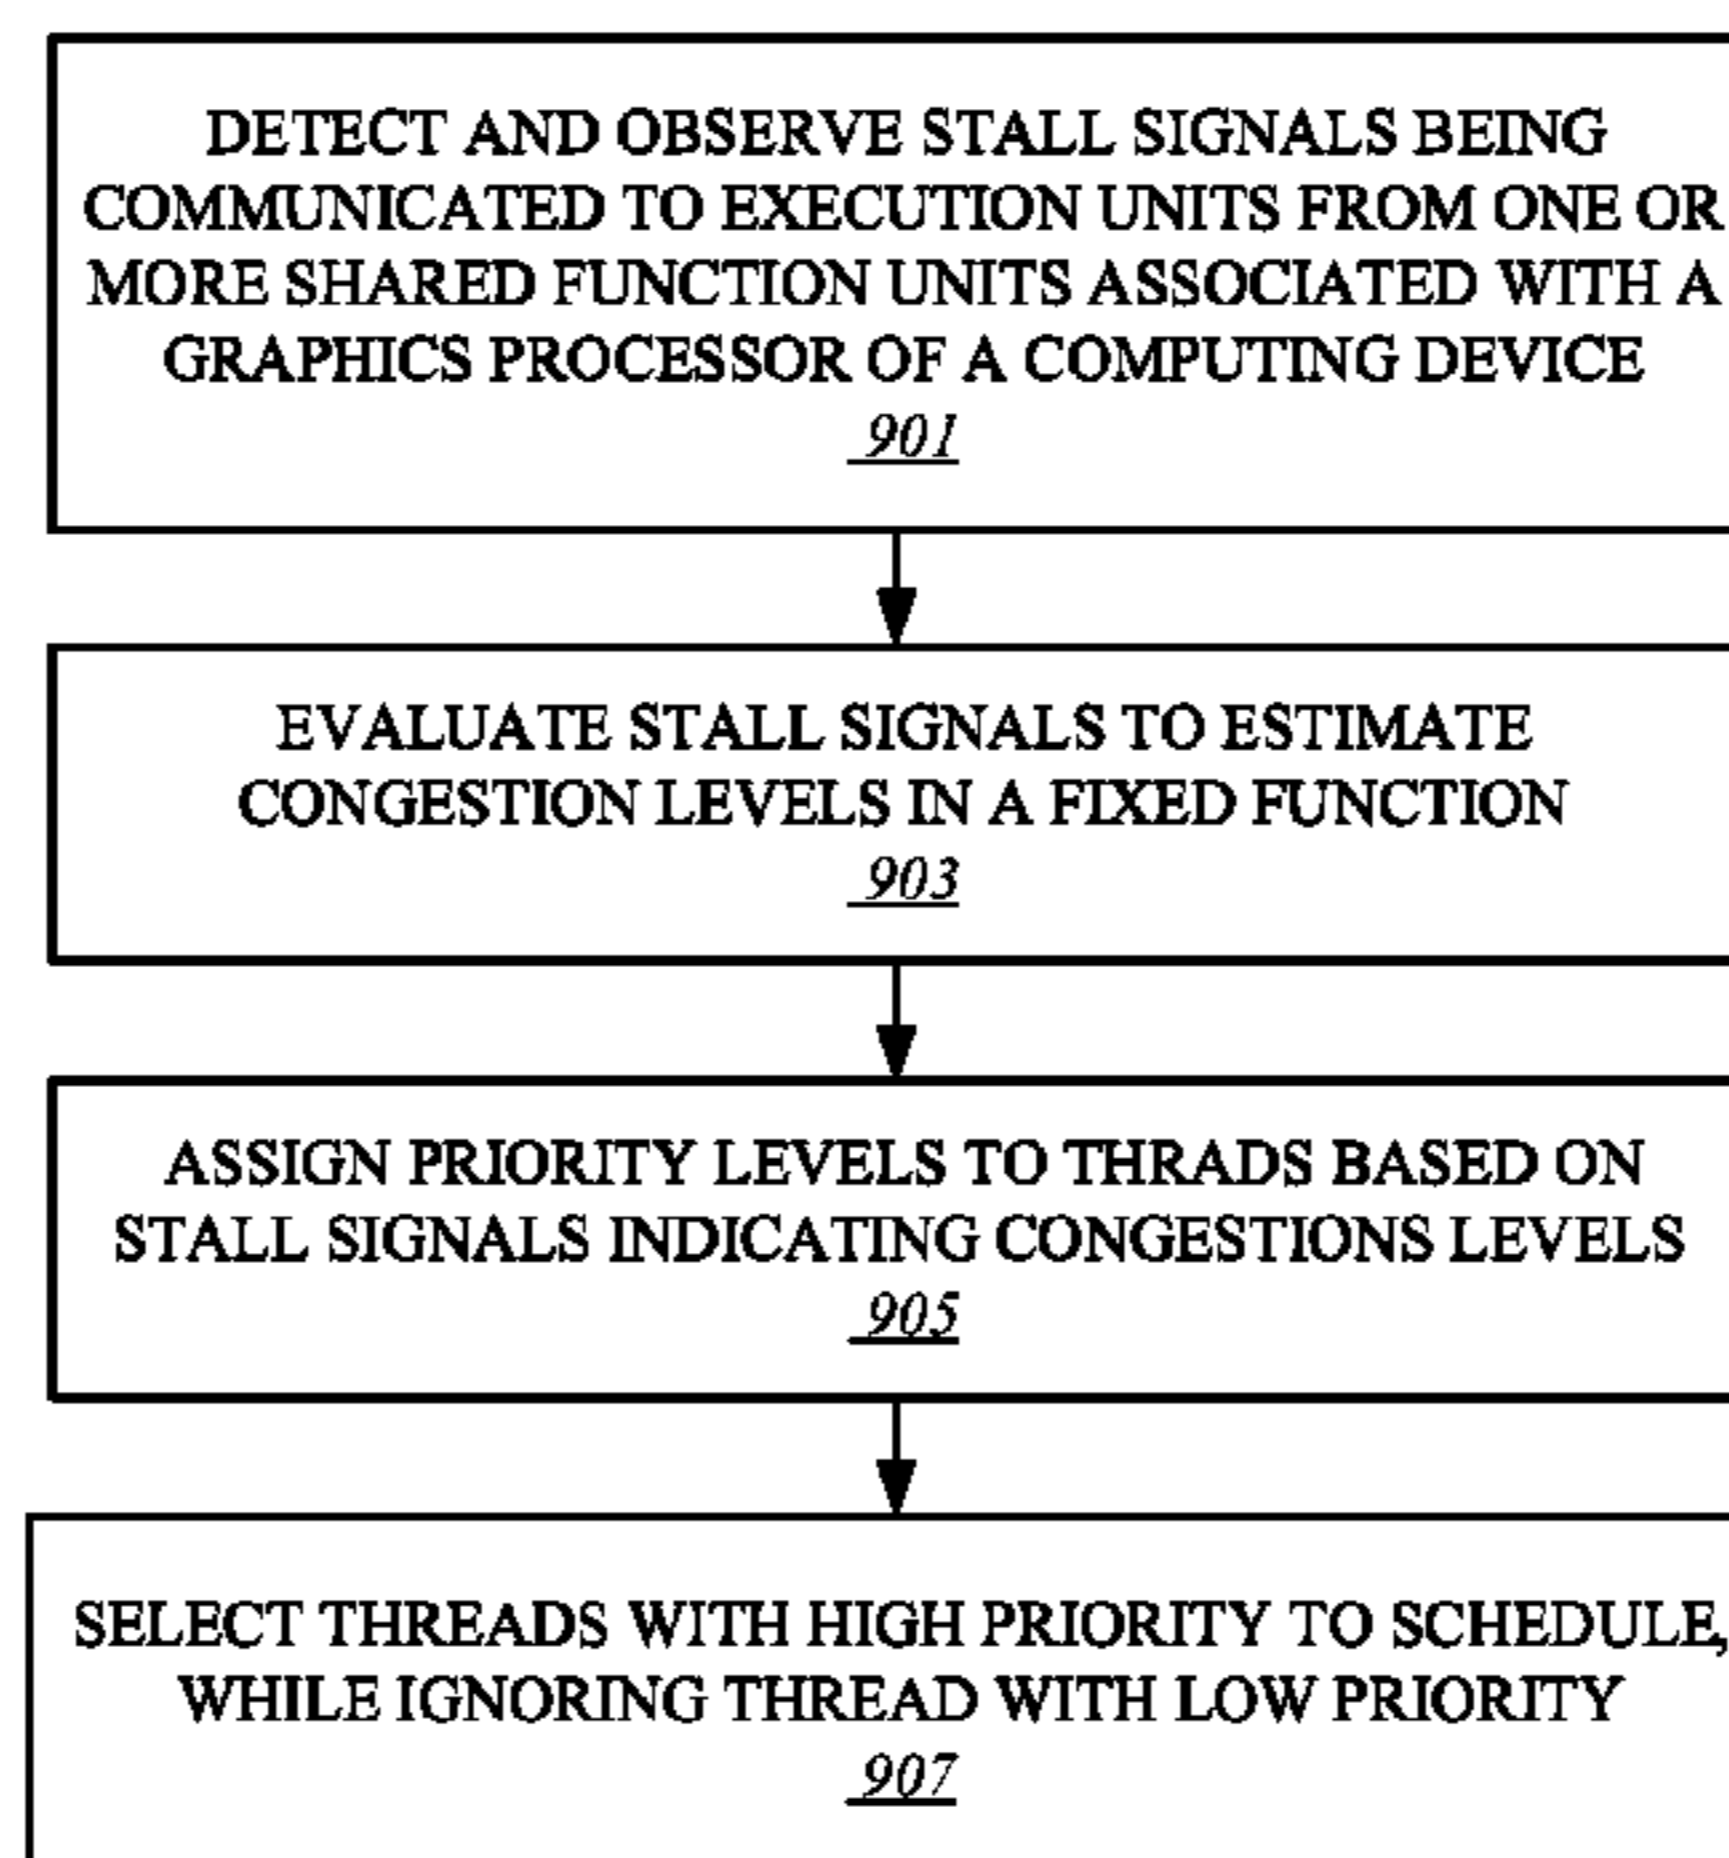 DETECT AND OBSERVE STALL SIGNALS BEING
COMMUNICATED TO EXECUTION UNITS FROM ONE OR
MORE SHARED FUNCTION UNITS ASSOCIATED WITH A
GRAPHICS PROCESSOR OF A COMPUTING DEVICE
901
EVALUATE STALL SIGNALS TO ESTIMATE
CONGESTION LEVELS IN A FIXED FUNCTION
903
ASSIGN PRIORITY LEVELS TO THRADS BASED ON
STALL SIGNALS INDICATING CONGESTIONS LEVELS
905
SELECT THREADS WITH HIGH PRIORITY TO SCHEDULE,
WHILE IGNORING THREAD WITH LOW PRIORITY
907